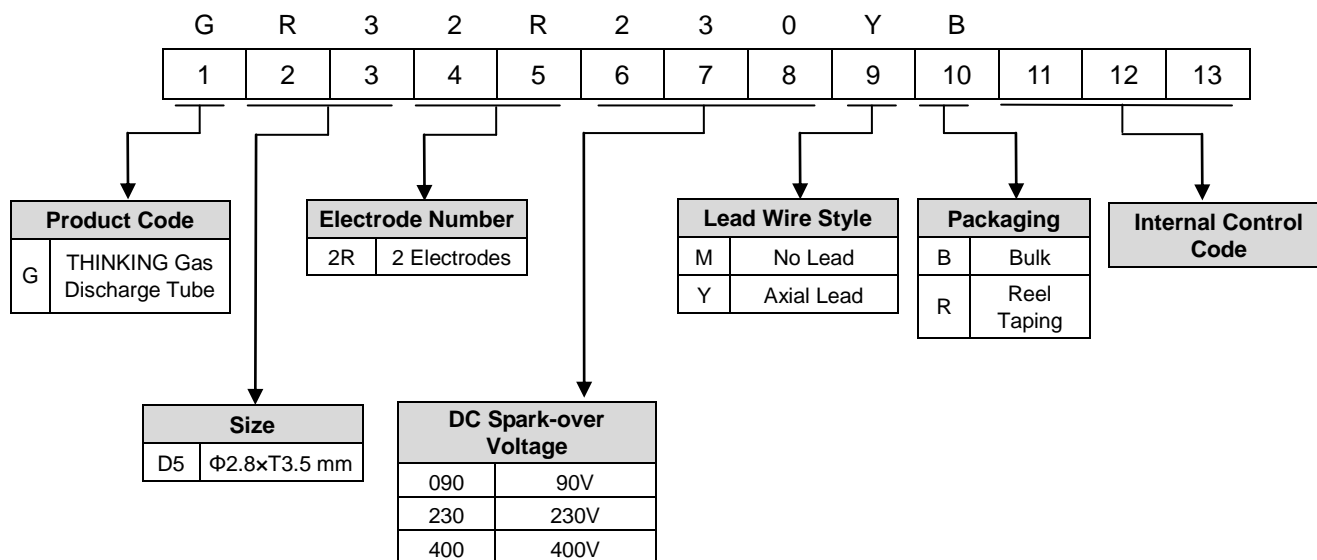 G R 3 2 R 2 3 0 Y B
1 2 3 4 5 6 7 8 9 10 11 12 13
Product Code
G THINKING Gas
Discharge Tube
Electrode Number
2R 2 Electrodes
Lead Wire Style
M No Lead
Y Axial Lead
Packaging
B Bulk
R Reel
Taping
Internal Control
Code
Size
D5 Φ2.8×T3.5 mm
DC Spark-over
Voltage
090 90V
230 230V
400 400V